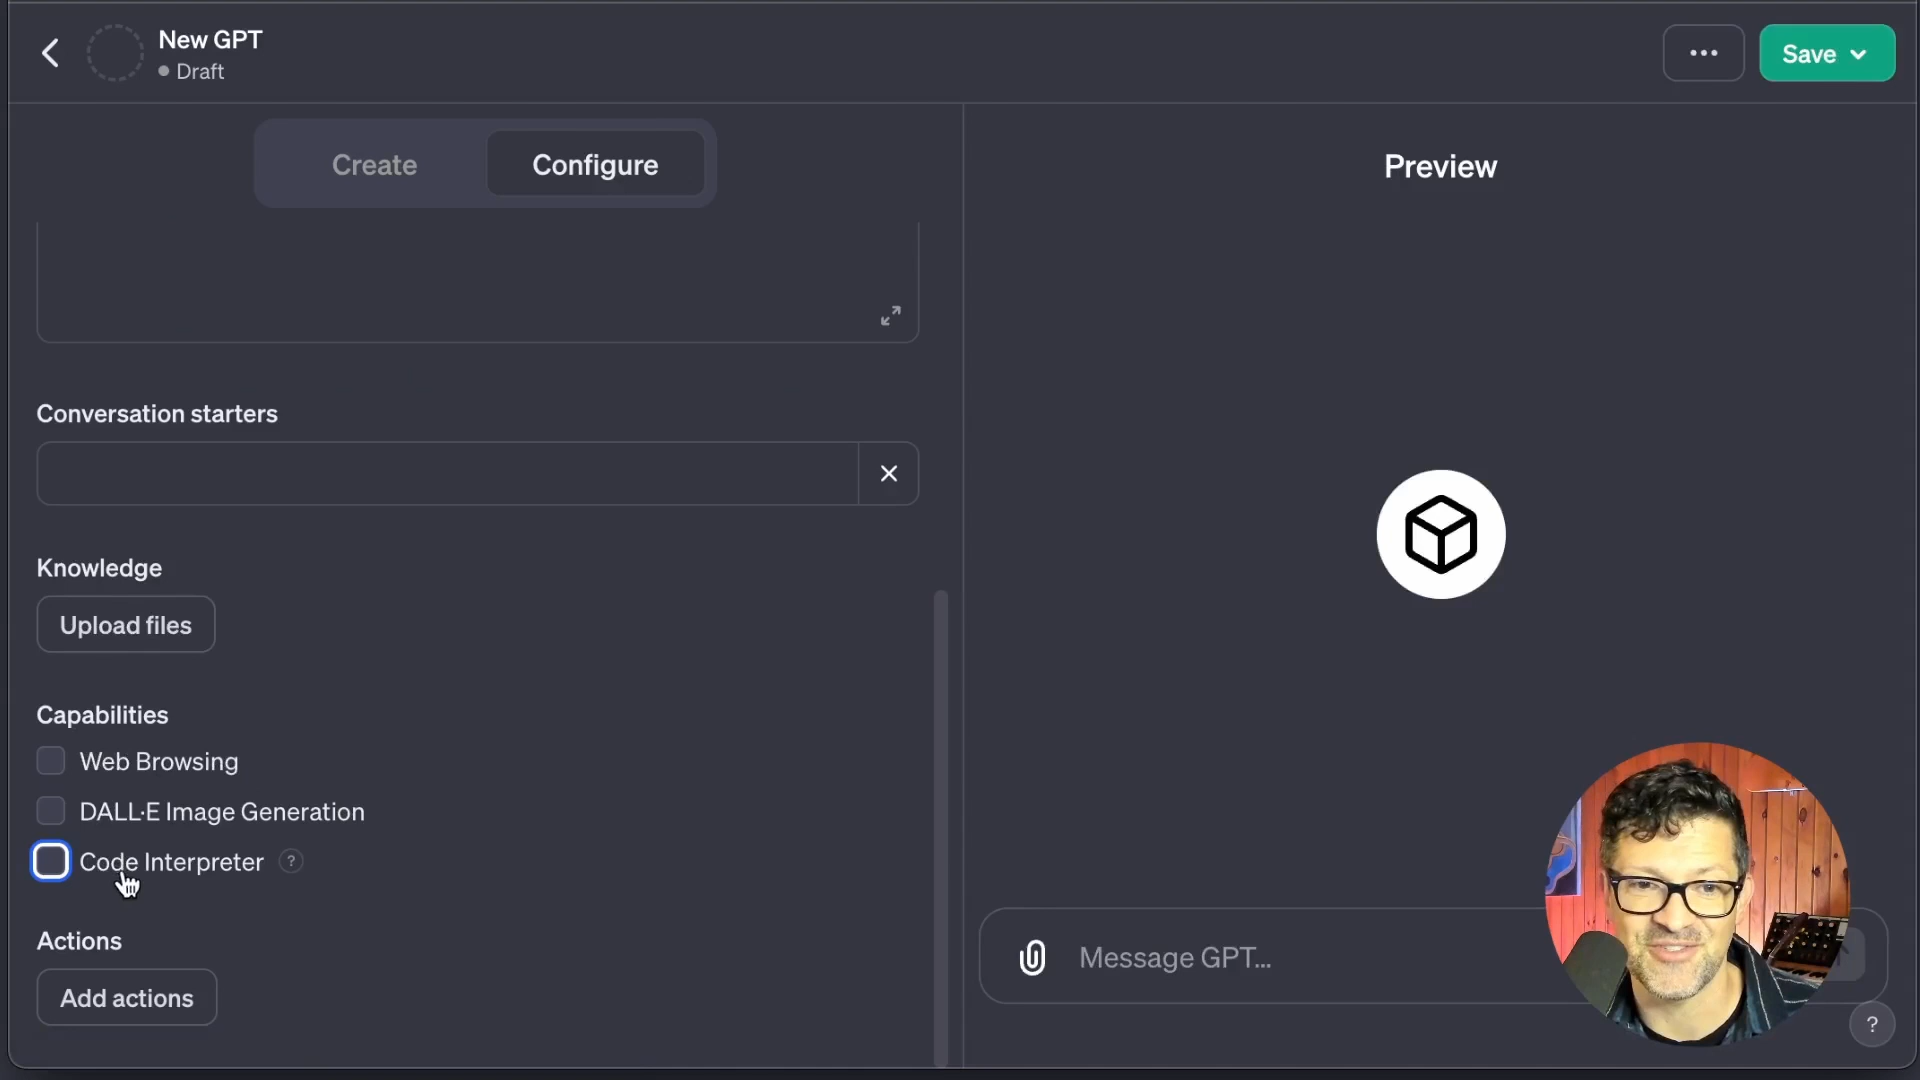 New GPT
Draft
...
Save
Create
Configure
Preview
Conversation starters
Knowledge
Upload files
Capabilities
Web Browsing
DALL·E Image Generation
Code Interpreter ?
Actions
Add actions
Message GPT...
?